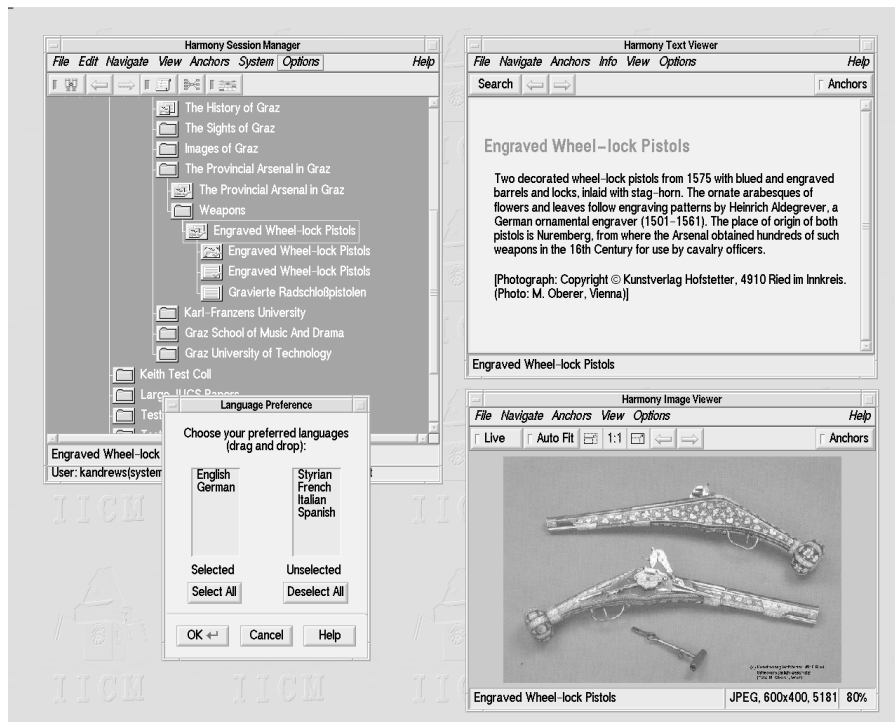 Harmony Session Manager
File Edit Navigate View Anchors System Options Help
The History of Graz
The Sights of Graz
Images of Graz
The Provincial Arsenal in Graz
The Provincial Arsenal in Graz
Weapons
Engraved Wheel-lock Pistols
Engraved Wheel-lock Pistols
Engraved Wheel-lock Pistols
Gravierte Radschloßpistolen
Karl-Franzens University
Graz School of Music And Drama
Graz University of Technology
Keith Test Coll
Large JUCS Papers
Test
Engraved Wheel-lock
User: kandrews(system
Language Preference
Choose your preferred languages
(drag and drop):
English
German
Styrian
French
Italian
Spanish
Selected
Unselected
Select All
Deselect All
OK
Cancel
Help
Harmony Text Viewer
File Navigate Anchors Info View Options Help
Search
Anchors
Engraved Wheel-lock Pistols
Two decorated wheel-lock pistols from 1575 with blued and engraved
barrels and locks, inlaid with stag-horn. The ornate arabesques of
flowers and leaves follow engraving patterns by Heinrich Aldegrever, a
German ornamental engraver (1501-1561). The place of origin of both
pistols is Nuremberg, from where the Arsenal obtained hundreds of such
weapons in the 16th Century for use by cavalry officers.
[Photograph: Copyright © Kunstverlag Hofstetter, 4910 Ried im Innkreis.
(Photo: M. Oberer, Vienna)]
Engraved Wheel-lock Pistols
Harmony Image Viewer
File Navigate Anchors View Options Help
Live
Auto Fit
1:1
Anchors
Engraved Wheel-lock Pistols
JPEG, 600x400, 5181
80%
IICM
IICM
IICM